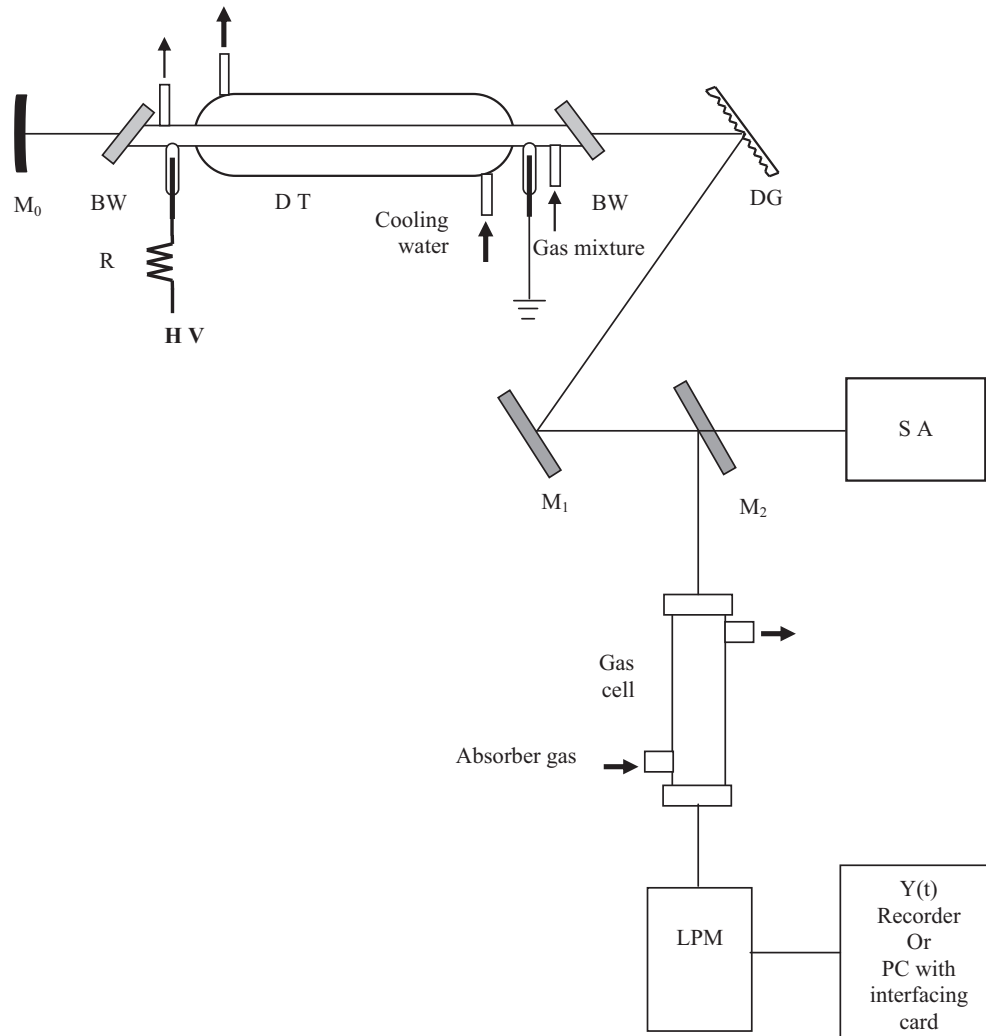 M₀
BW
D T
BW
DG
Cooling
water
Gas mixture
R
H V
M₁
M₂
S A
Gas
cell
Absorber gas
LPM
Y(t)
Recorder
Or
PC with
interfacing
card